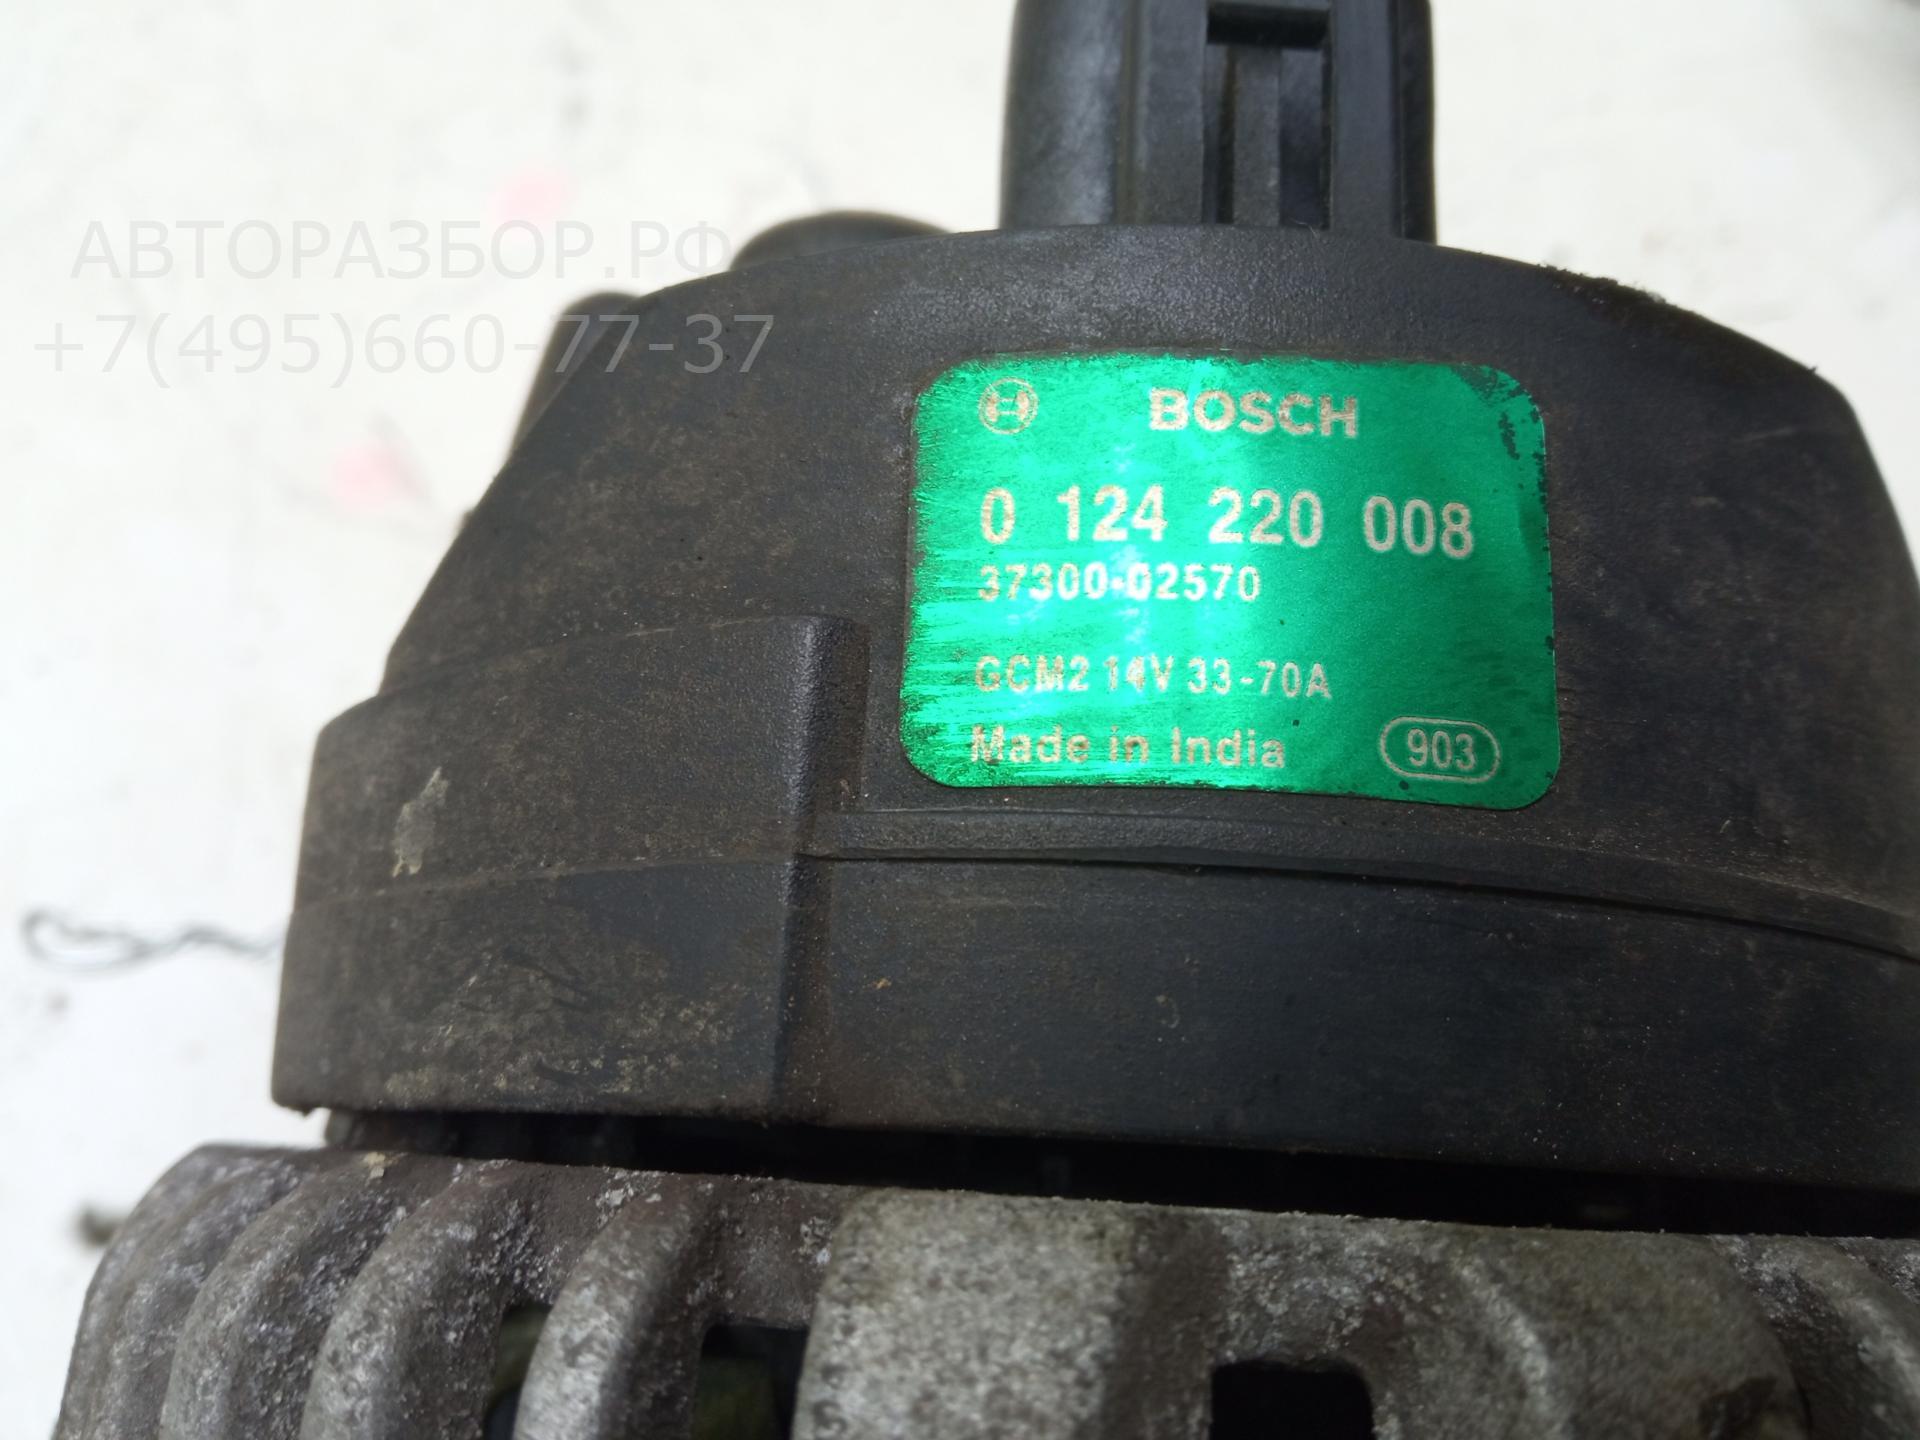 АВТОРАЗБОР.РФ
+7(495)660-77-37
BOSCH
0 124 220 008
37300-02570
GCM2 14V 33-70A
Made in India 903